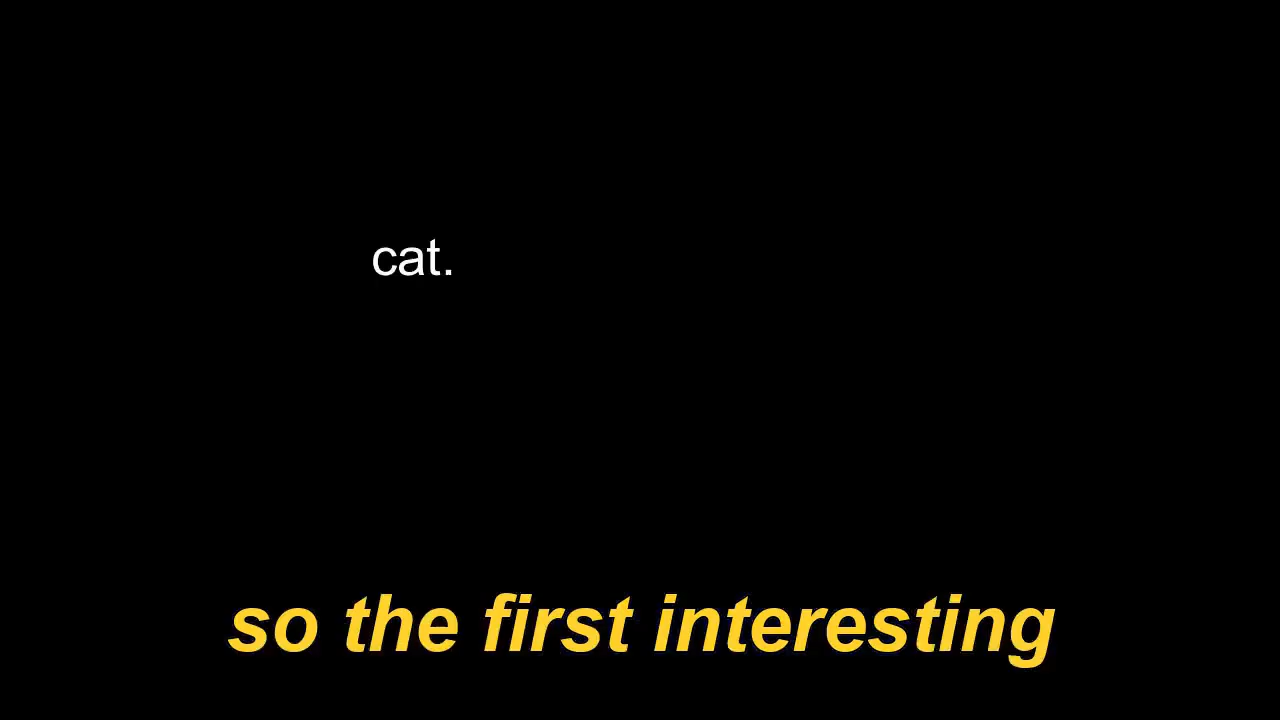 cat.
so the first interesting